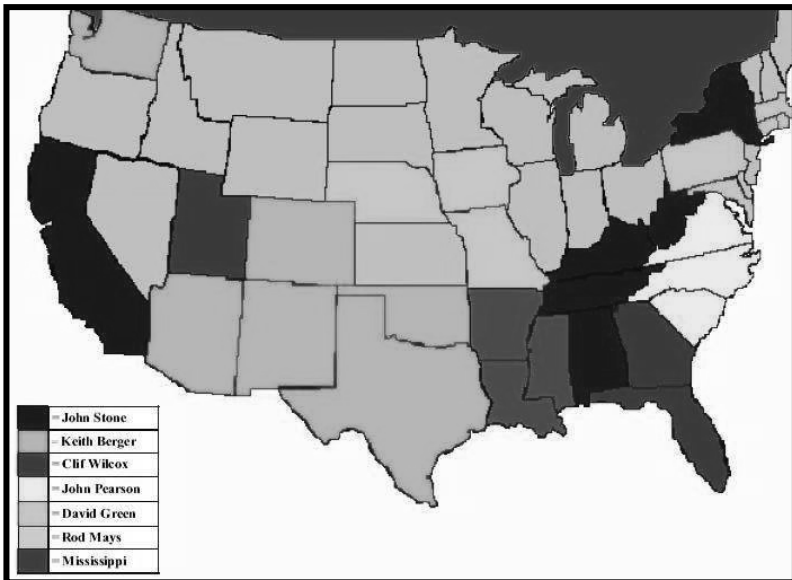 = John Stone
= Keith Berger
= Clif Wilcox
= John Pearson
= David Green
= Rod Mays
= Mississippi